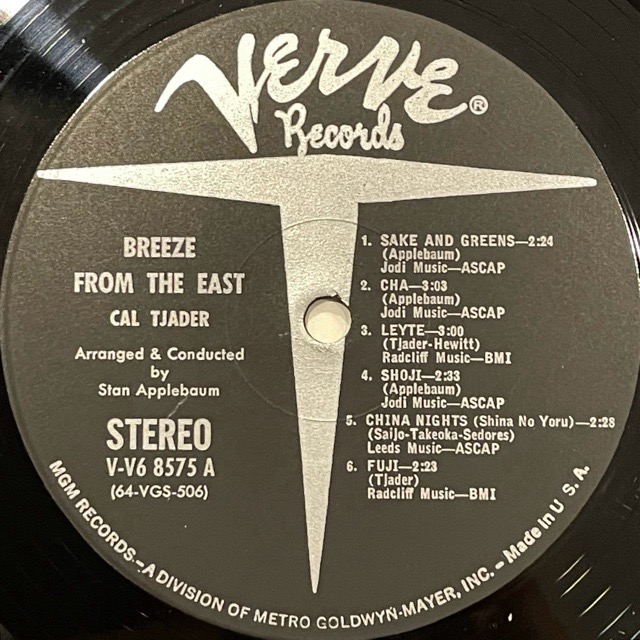 Verve®
Records
BREEZE
FROM THE EAST
CAL TJADER
Arranged & Conducted
by
Stan Applebaum
STEREO
V-V6 8575 A
(64-VGS-506)
1. SAKE AND GREENS—2:24
(Applebaum)
Jodi Music—ASCAP
2. CHA—3:03
(Applebaum)
Jodi Music—ASCAP
3. LEYTE—3:00
(Tjader-Hewitt)
Radcliff Music—BMI
4. SHOJI—2:33
(Applebaum)
Jodi Music—ASCAP
5. CHINA NIGHTS (Shina No Yoru)—2:28
(Saijo-Takeoka-Sedores)
Leeds Music—ASCAP
6. FUJI—2:23
(Tjader)
Radcliff Music—BMI
MGM RECORDS—A DIVISION OF METRO GOLDWYN-MAYER, INC. – Made in U S.A.